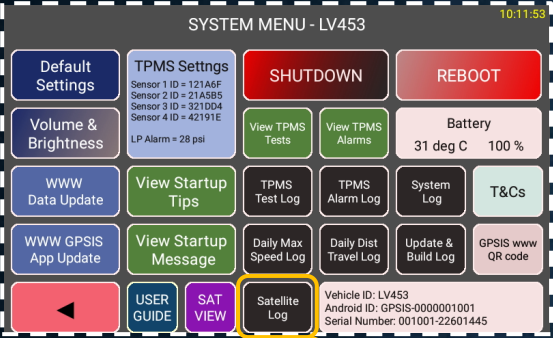 10:11:53
SYSTEM MENU - LV453
Default
Settings
TPMS Settngs
Sensor 1 ID = 121A6F
Sensor 2 ID = 21A5B5
Sensor 3 ID = 321DD4
Sensor 4 ID = 42191E
LP Alarm = 28 psi
SHUTDOWN
REBOOT
Volume &
Brightness
View TPMS
Tests
View TPMS
Alarms
Battery
31 deg C 100 %
WWW
Data Update
View Startup
Tips
TPMS
Test Log
TPMS
Alarm Log
System
Log
T&Cs
WWW GPSIS
App Update
View Startup
Message
Daily Max
Speed Log
Daily Dist
Travel Log
Update &
Build Log
GPSIS www
QR code
USER
GUIDE
SAT
VIEW
Satellite
Log
Vehicle ID: LV453
Android ID: GPSIS-0000001001
Serial Number: 001001-22601445